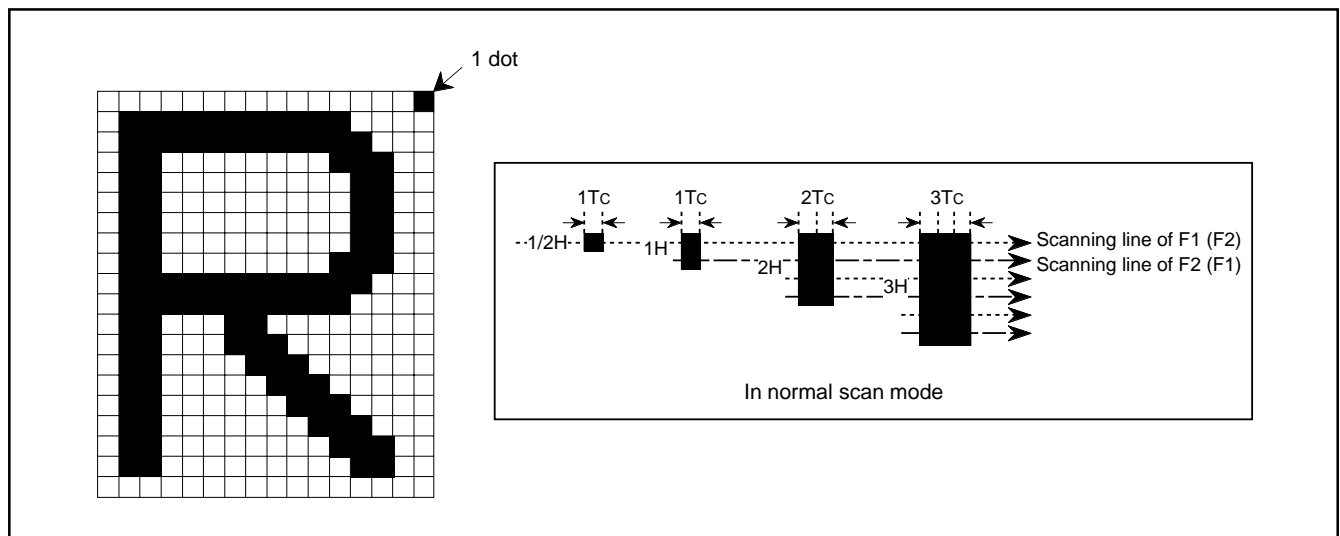 1 dot
1Tc 1Tc 2Tc 3Tc
1/2H
Scanning line of F1 (F2)
1H
Scanning line of F2 (F1)
2H
3H
In normal scan mode